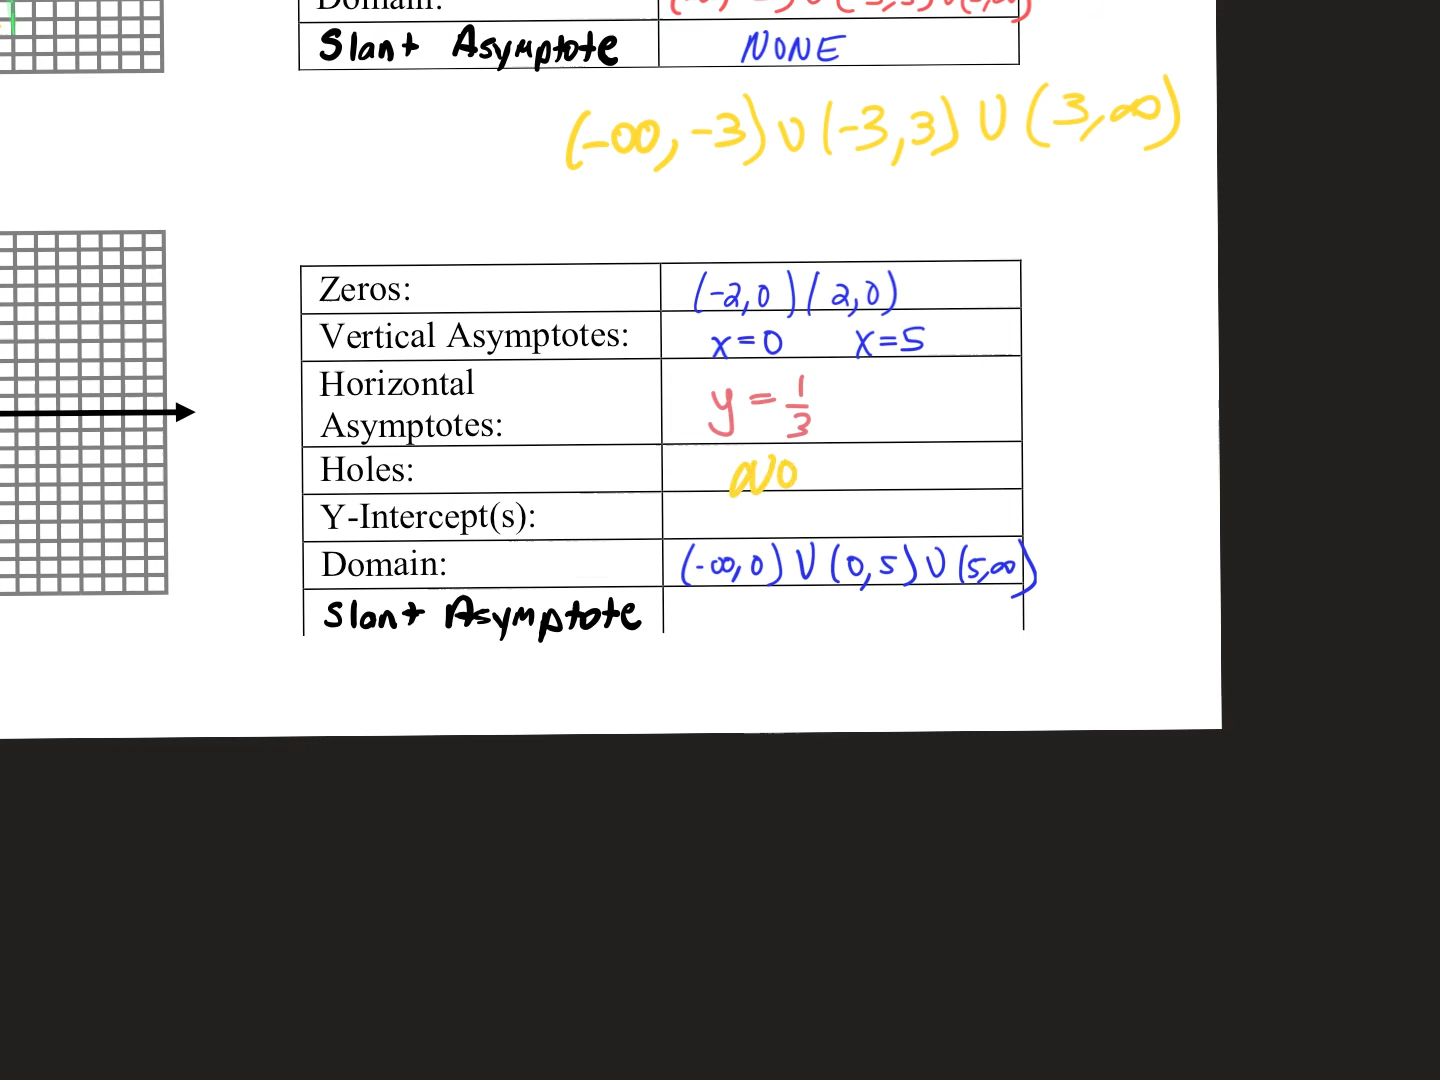 Domain:
Slant Asymptote NONE
(-∞, -3) ∪ (-3, 3) ∪ (3, ∞)
Zeros: (-2, 0) (2, 0)
Vertical Asymptotes: x=0 x=5
Horizontal
Asymptotes: y = 1/3
Holes: NO
Y-Intercept(s):
Domain: (-∞, 0) ∪ (0, 5) ∪ (5, ∞)
Slant Asymptote